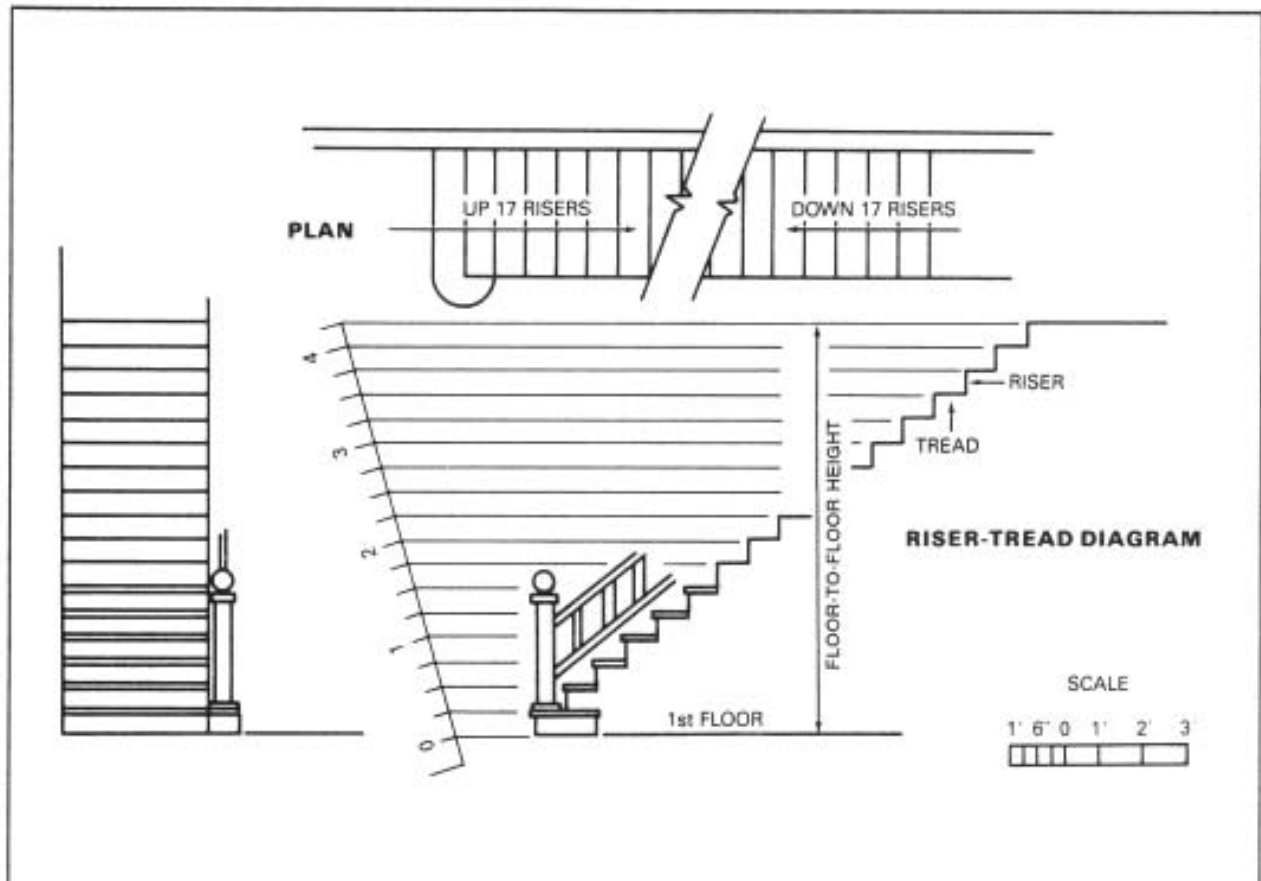 PLAN
UP 17 RISERS
DOWN 17 RISERS
4
3
2
1
0
FLOOR-TO-FLOOR HEIGHT
RISER
TREAD
RISER-TREAD DIAGRAM
1st FLOOR
SCALE
1' 6" 0 1' 2' 3'